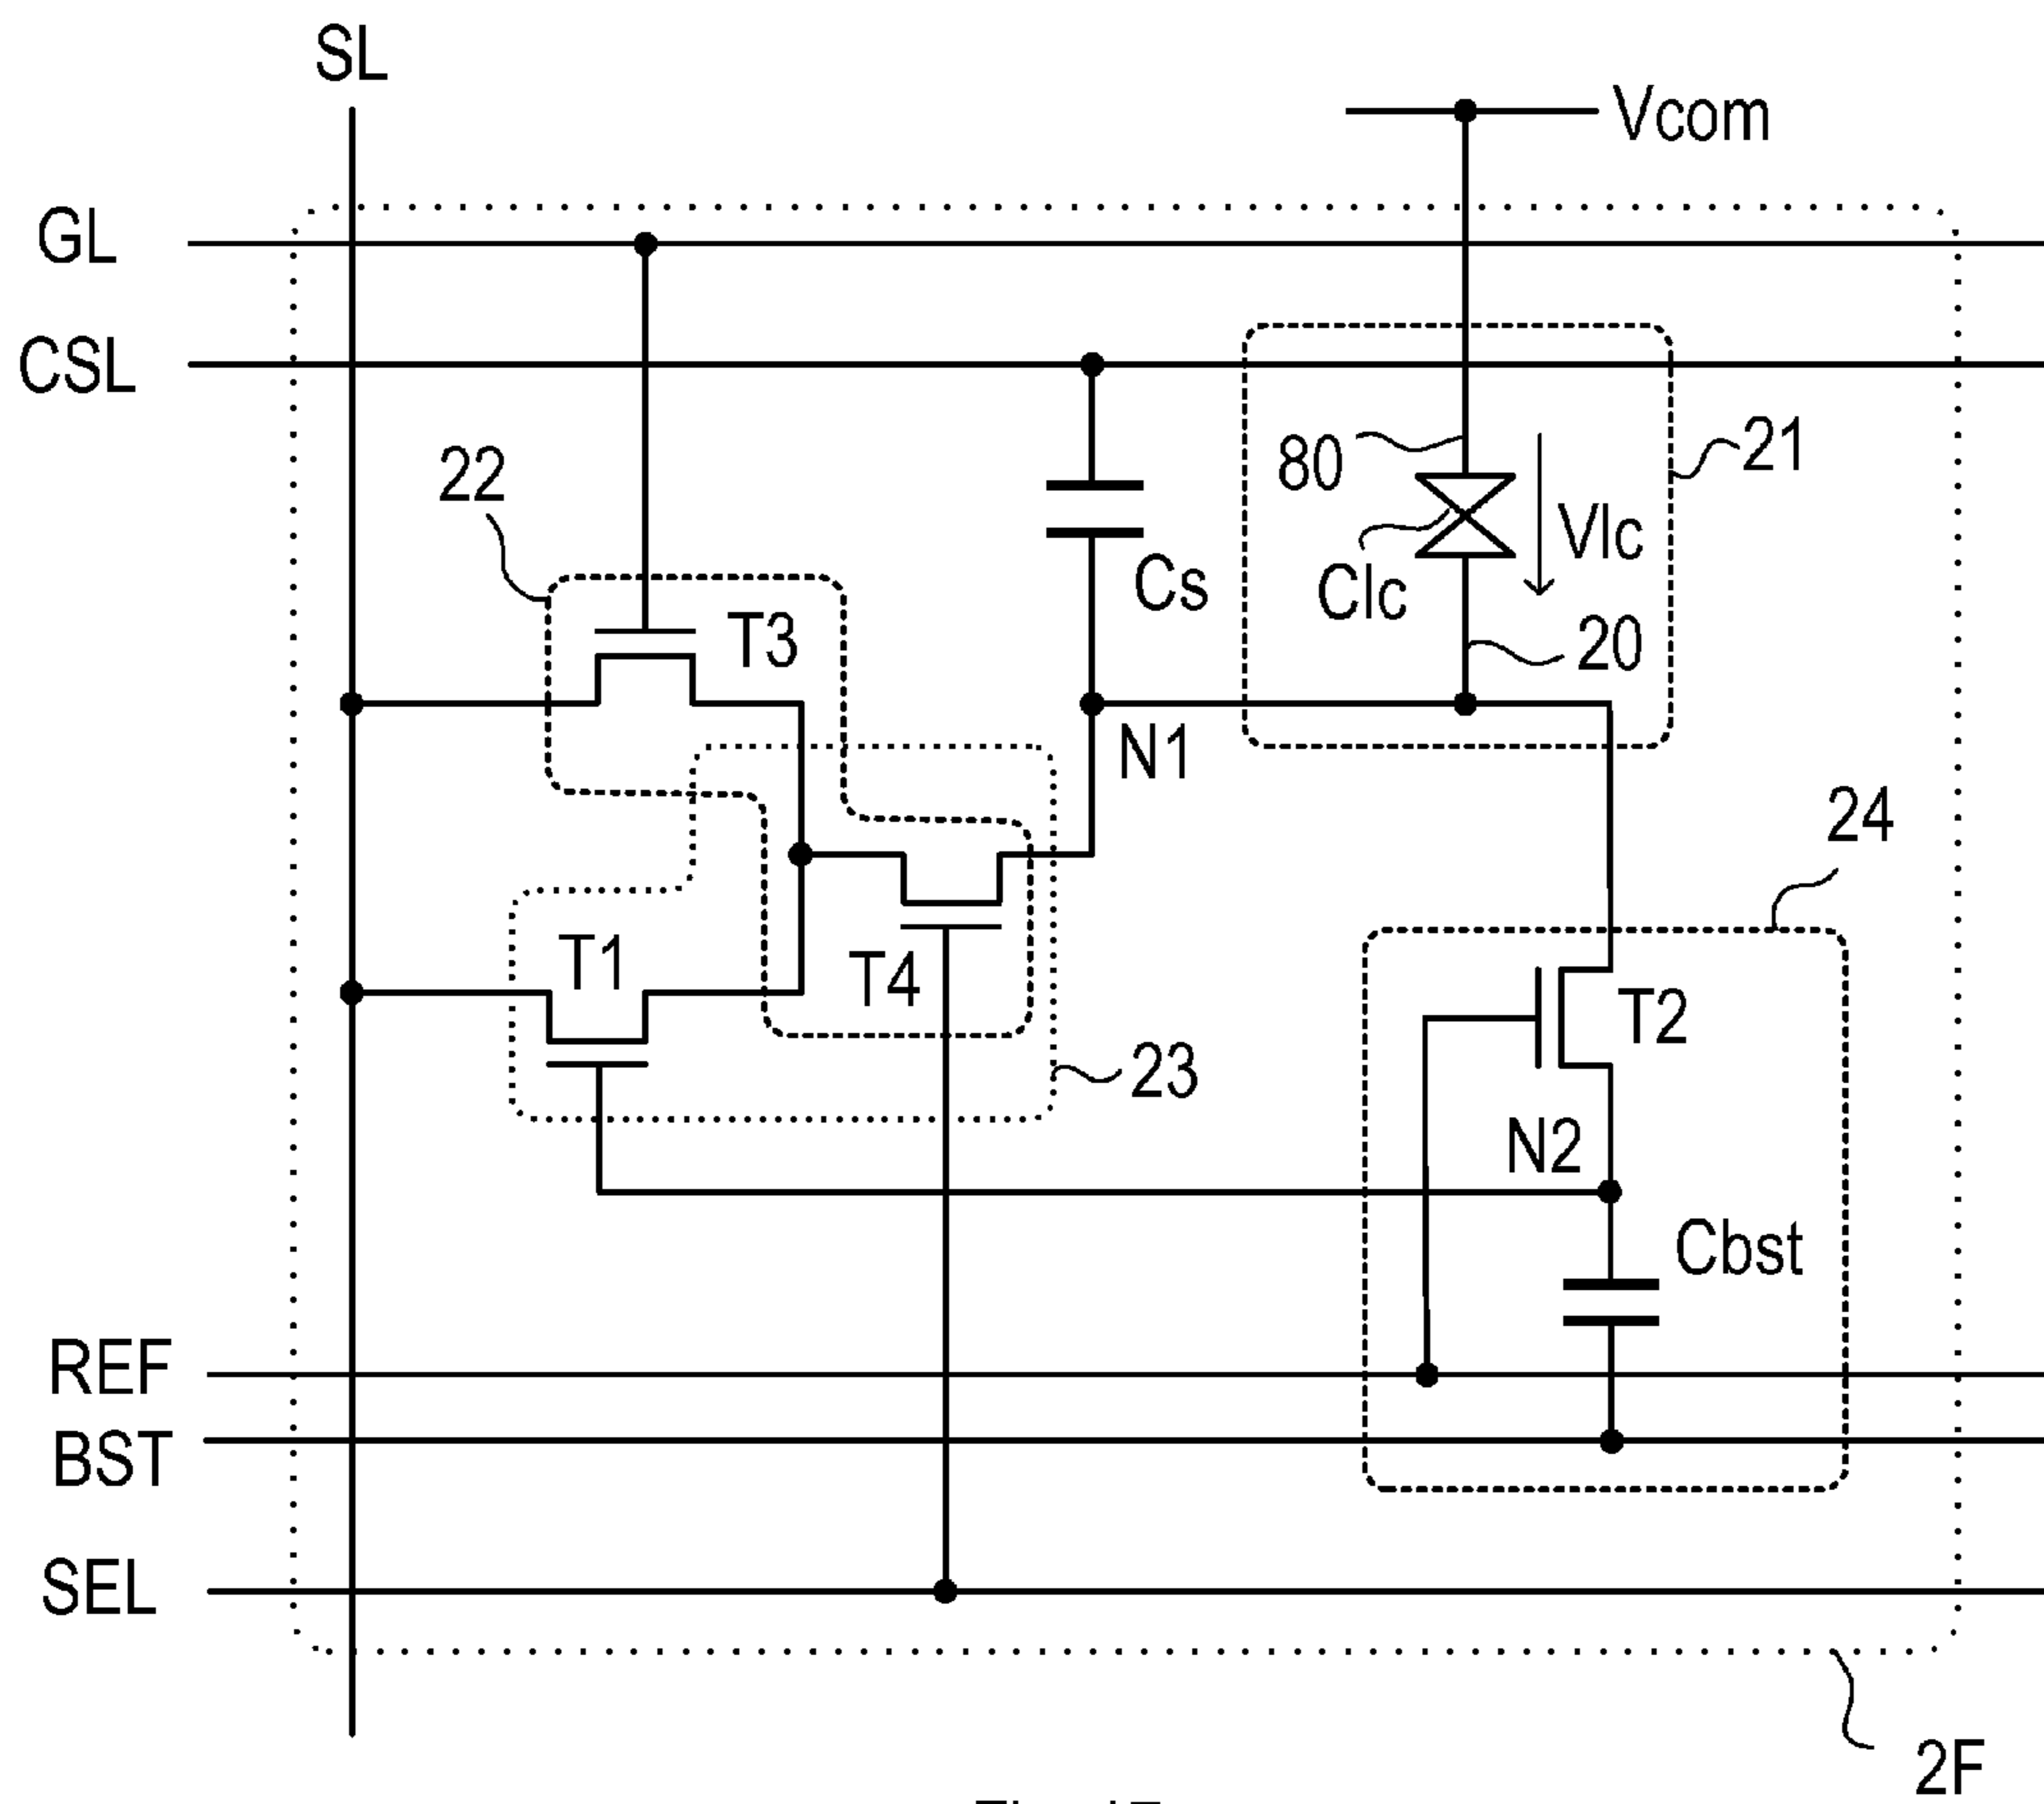 SL
Vcom
GL
CSL
22
80
21
Vlc
Clc
Cs
20
T3
N1
24
T1
T4
T2
23
N2
Cbst
REF
BST
SEL
2F